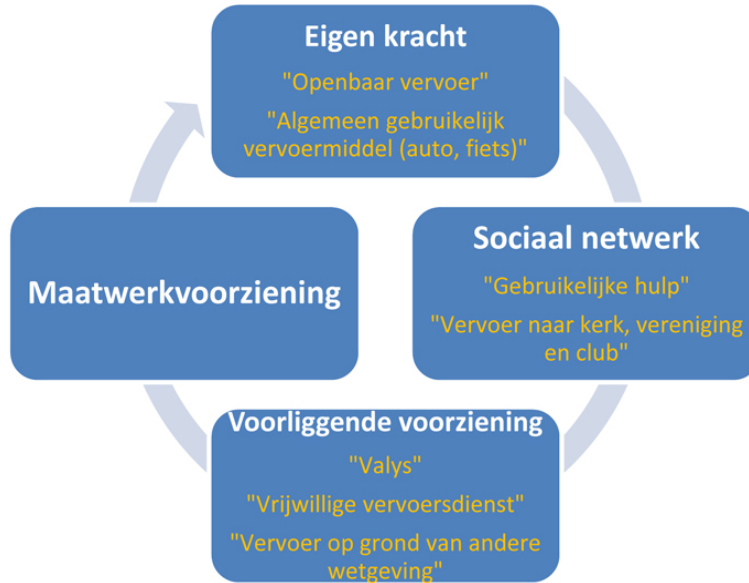 Eigen kracht
"Openbaar vervoer"
"Algemeen gebruikelijk
vervoermiddel (auto, fiets)"
Sociaal netwerk
"Gebruikelijke hulp"
"Vervoer naar kerk, vereniging
en club"
Voorliggende voorziening
"Valys"
"Vrijwillige vervoersdienst"
"Vervoer op grond van andere
wetgeving"
Maatwerkvoorziening